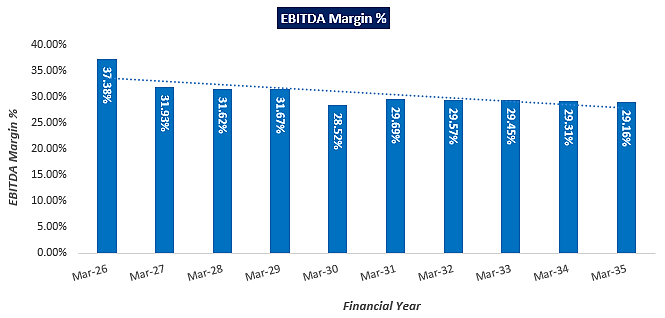 EBITDA Margin %
40.00%
35.00%
30.00%
25.00%
20.00%
15.00%
10.00%
5.00%
0.00%
EBITDA Margin %
37.38%
31.93%
31.62%
31.67%
28.52%
29.69%
29.57%
29.45%
29.31%
29.16%
Mar-26
Mar-27
Mar-28
Mar-29
Mar-30
Mar-31
Mar-32
Mar-33
Mar-34
Mar-35
Financial Year